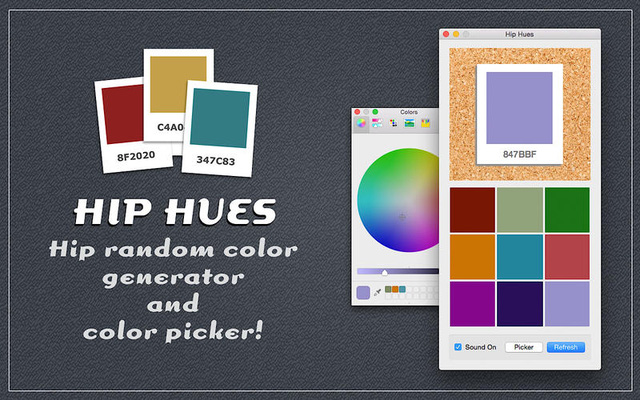 8F2020
C4A0
347C83
HIP HUES
Hip random color
generator
and
color picker!
Colors
Hip Hues
847BBF
Sound On
Picker
Refresh